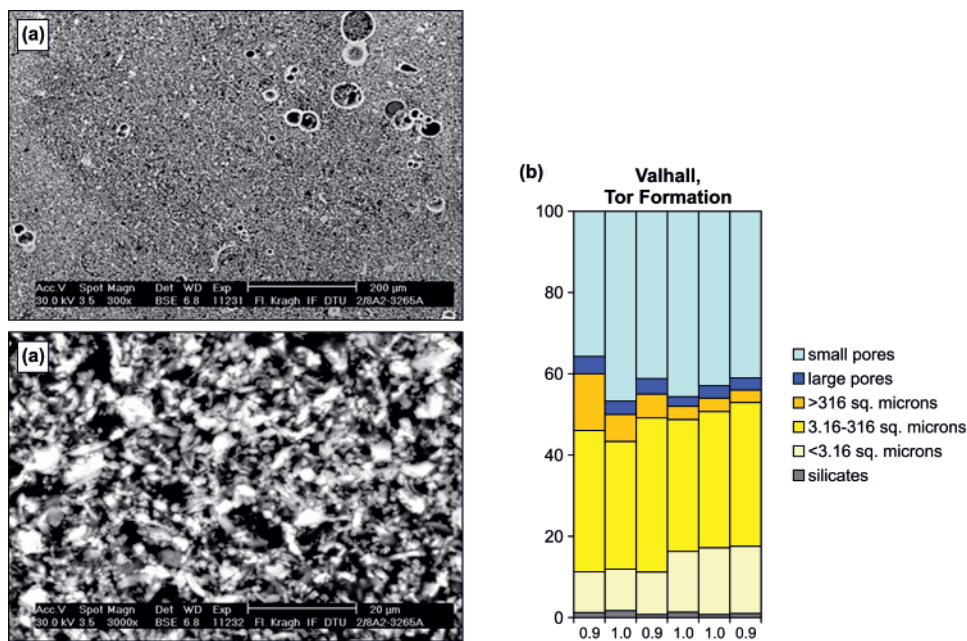 (a)
Acc.V Spot Magn Det WD Exp 200 µm
30.0 kV 3.5 300x BSE 6.8 11231 Fl. Kragh IF DTU 2/8A2-3265A
(a)
Acc.V Spot Magn Det WD Exp 20 µm
30.0 kV 3.5 3000x BSE 6.8 11232 Fl. Kragh IF DTU 2/8A2-3265A
(b)
Valhall,
Tor Formation
100
80
60
40
20
0
0.9 1.0 0.9 1.0 1.0 0.9
small pores
large pores
>316 sq. microns
3.16-316 sq. microns
<3.16 sq. microns
silicates